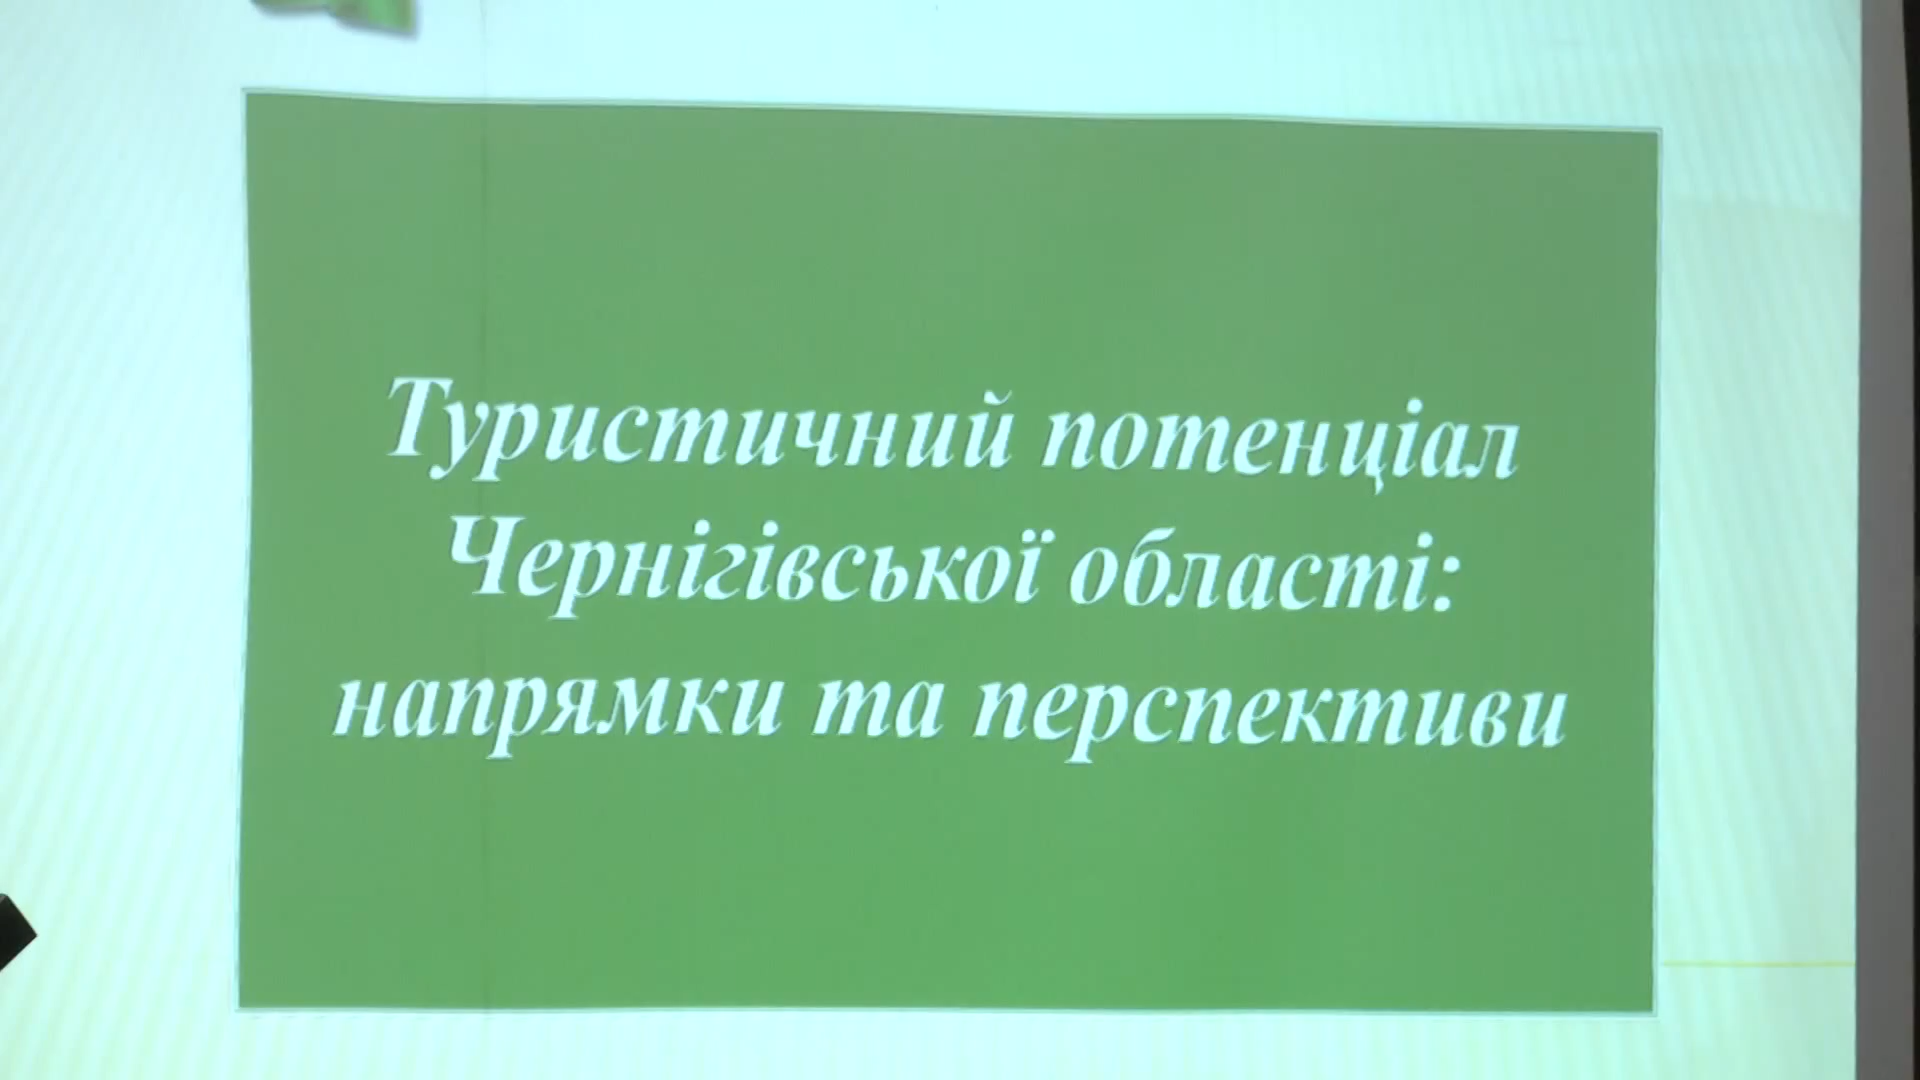 Туристичний потенціал
Чернігівської області:
напрямки та перспективи